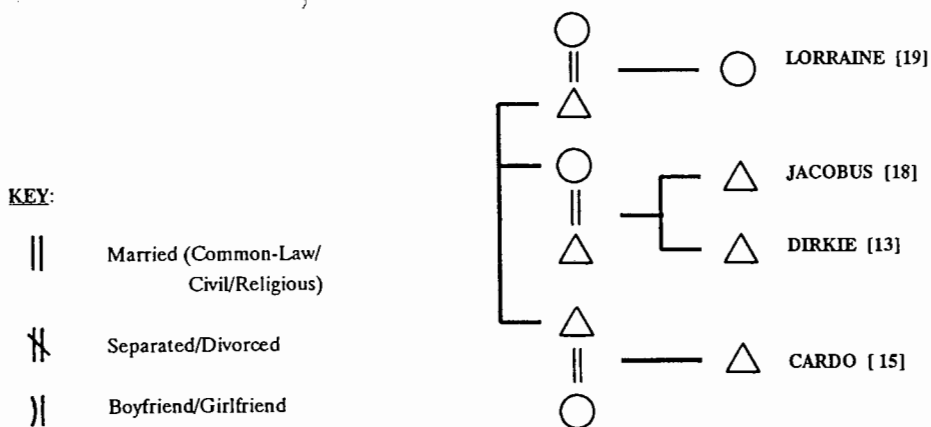 LORRAINE [19]
JACOBUS [18]
DIRKIE [13]
CARDO [ 15]
KEY:
Married (Common-Law/
Civil/Religious)
Separated/Divorced
Boyfriend/Girlfriend